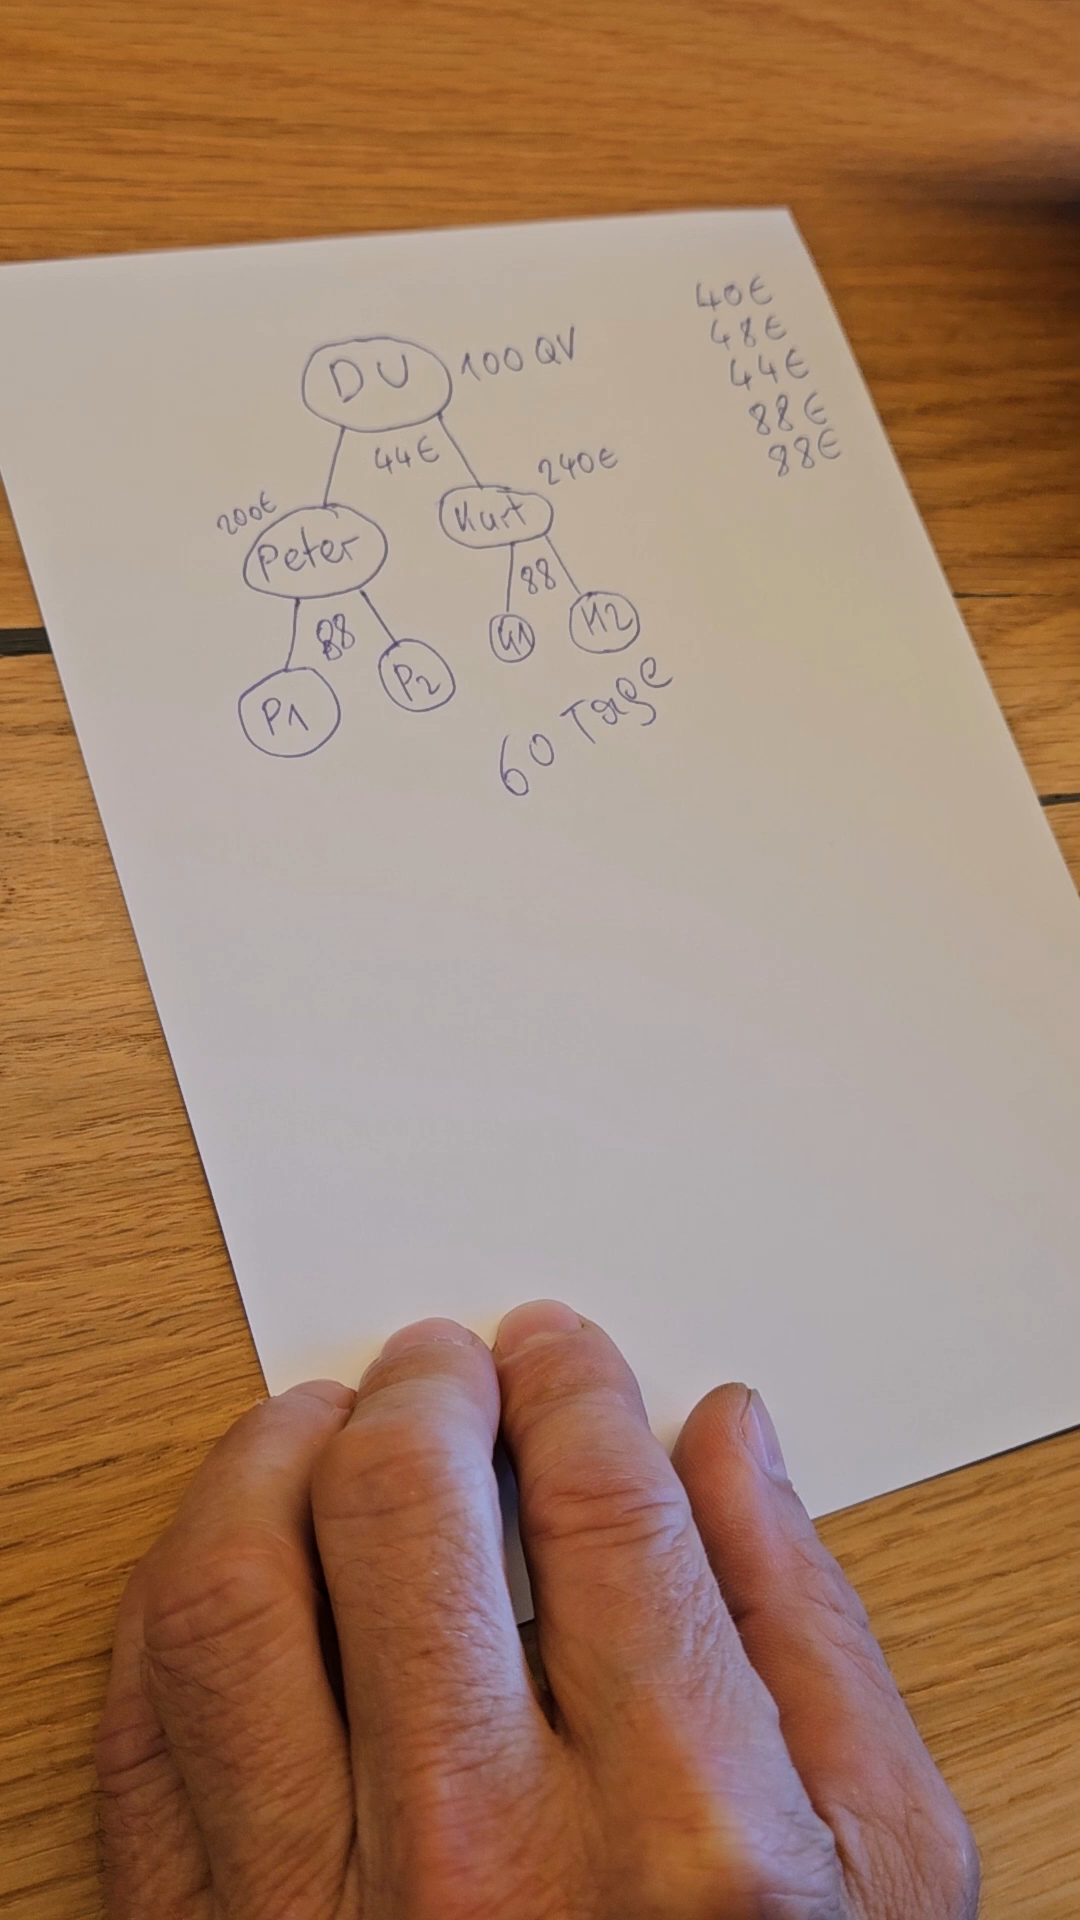 DU 100 QV
44€
200€
Peter
240€
Kurt
88
P1
P2
88
K1
K2
60 Tage
40€
48€
44€
88€
88€